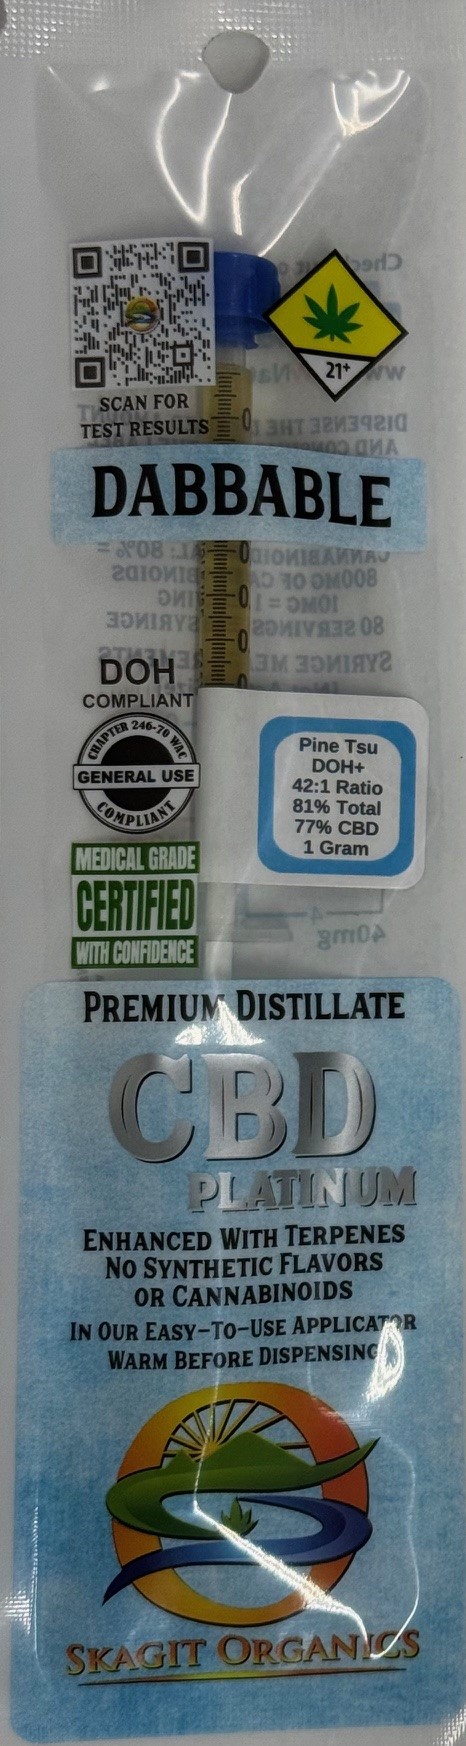 21+
SCAN FOR
TEST RESULTS
DABBABLE
DOH
COMPLIANT
CHAPTER 246-70 WAC
GENERAL USE
COMPLIANT
MEDICAL GRADE
CERTIFIED
WITH CONFIDENCE
Pine Tsu
DOH+
42:1 Ratio
81% Total
77% CBD
1 Gram
PREMIUM DISTILLATE
CBD
PLATINUM
ENHANCED WITH TERPENES
NO SYNTHETIC FLAVORS
OR CANNABINOIDS
IN OUR EASY-TO-USE APPLICATOR
WARM BEFORE DISPENSING
SKAGIT ORGANICS